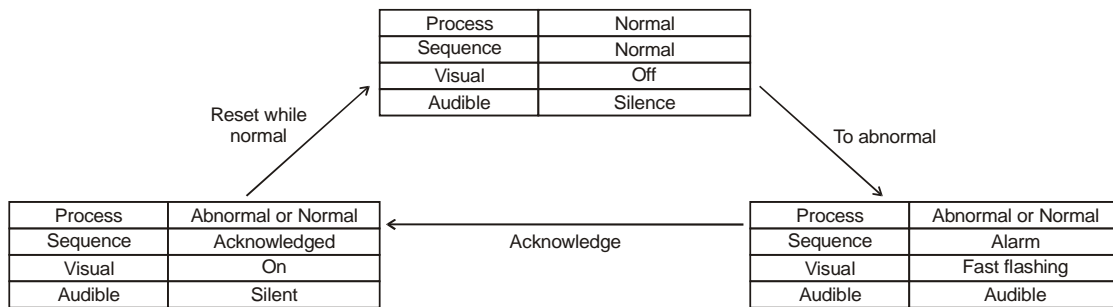 Process Normal
Sequence Normal
Visual Off
Audible Silence
Reset while
normal
To abnormal
Process Abnormal or Normal
Sequence Acknowledged
Visual On
Audible Silent
Acknowledge
Process Abnormal or Normal
Sequence Alarm
Visual Fast flashing
Audible Audible